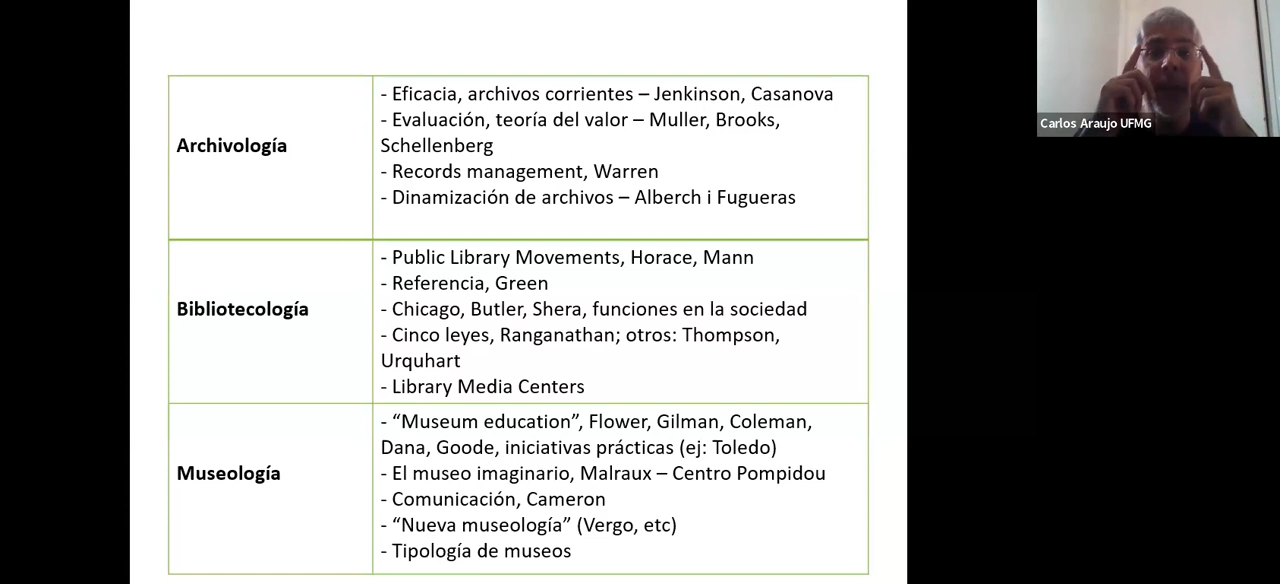 Archivología
- Eficacia, archivos corrientes – Jenkinson, Casanova
- Evaluación, teoría del valor – Muller, Brooks,
Schellenberg
- Records management, Warren
- Dinamización de archivos – Alberch i Fugueras
Bibliotecología
- Public Library Movements, Horace, Mann
- Referencia, Green
- Chicago, Butler, Shera, funciones en la sociedad
- Cinco leyes, Ranganathan; otros: Thompson,
Urquhart
- Library Media Centers
Museología
- “Museum education”, Flower, Gilman, Coleman,
Dana, Goode, iniciativas prácticas (ej: Toledo)
- El museo imaginario, Malraux – Centro Pompidou
- Comunicación, Cameron
- “Nueva museología” (Vergo, etc)
- Tipología de museos
Carlos Araujo UFMG